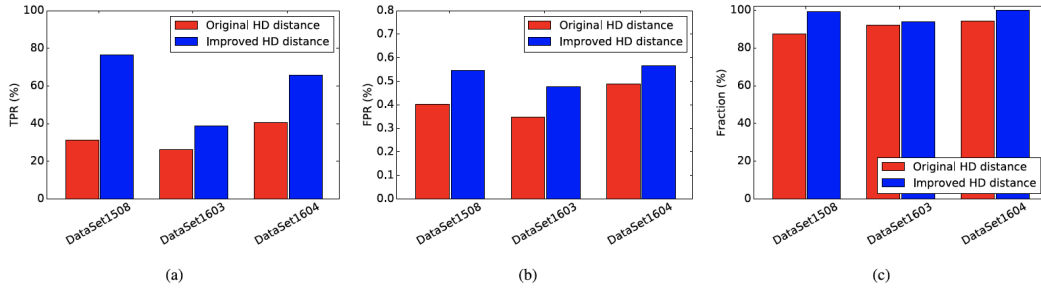 100
80
60
40
20
0
TPR (%)
Original HD distance
Improved HD distance
DataSet1508
DataSet1603
DataSet1604
(a)
0.8
0.7
0.6
0.5
0.4
0.3
0.2
0.1
0.0
FPR (%)
Original HD distance
Improved HD distance
DataSet1508
DataSet1603
DataSet1604
(b)
100
80
60
40
20
0
Fraction (%)
Original HD distance
Improved HD distance
DataSet1508
DataSet1603
DataSet1604
(c)